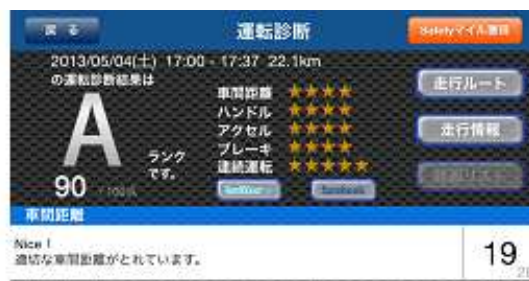 戻る
運転診断
Safetyマイル獲得
2013/05/04(土) 17:00 - 17:37 22.1km
の運転診断結果は
A
ランク
です。
90 /100点
車間距離 ★★★★
ハンドル ★★★★
アクセル ★★★★
ブレーキ ★★★★
連続運転 ★★★★★
twitter
facebook
走行ルート
走行情報
車間距離
Nice！
適切な車間距離がとれています。
19